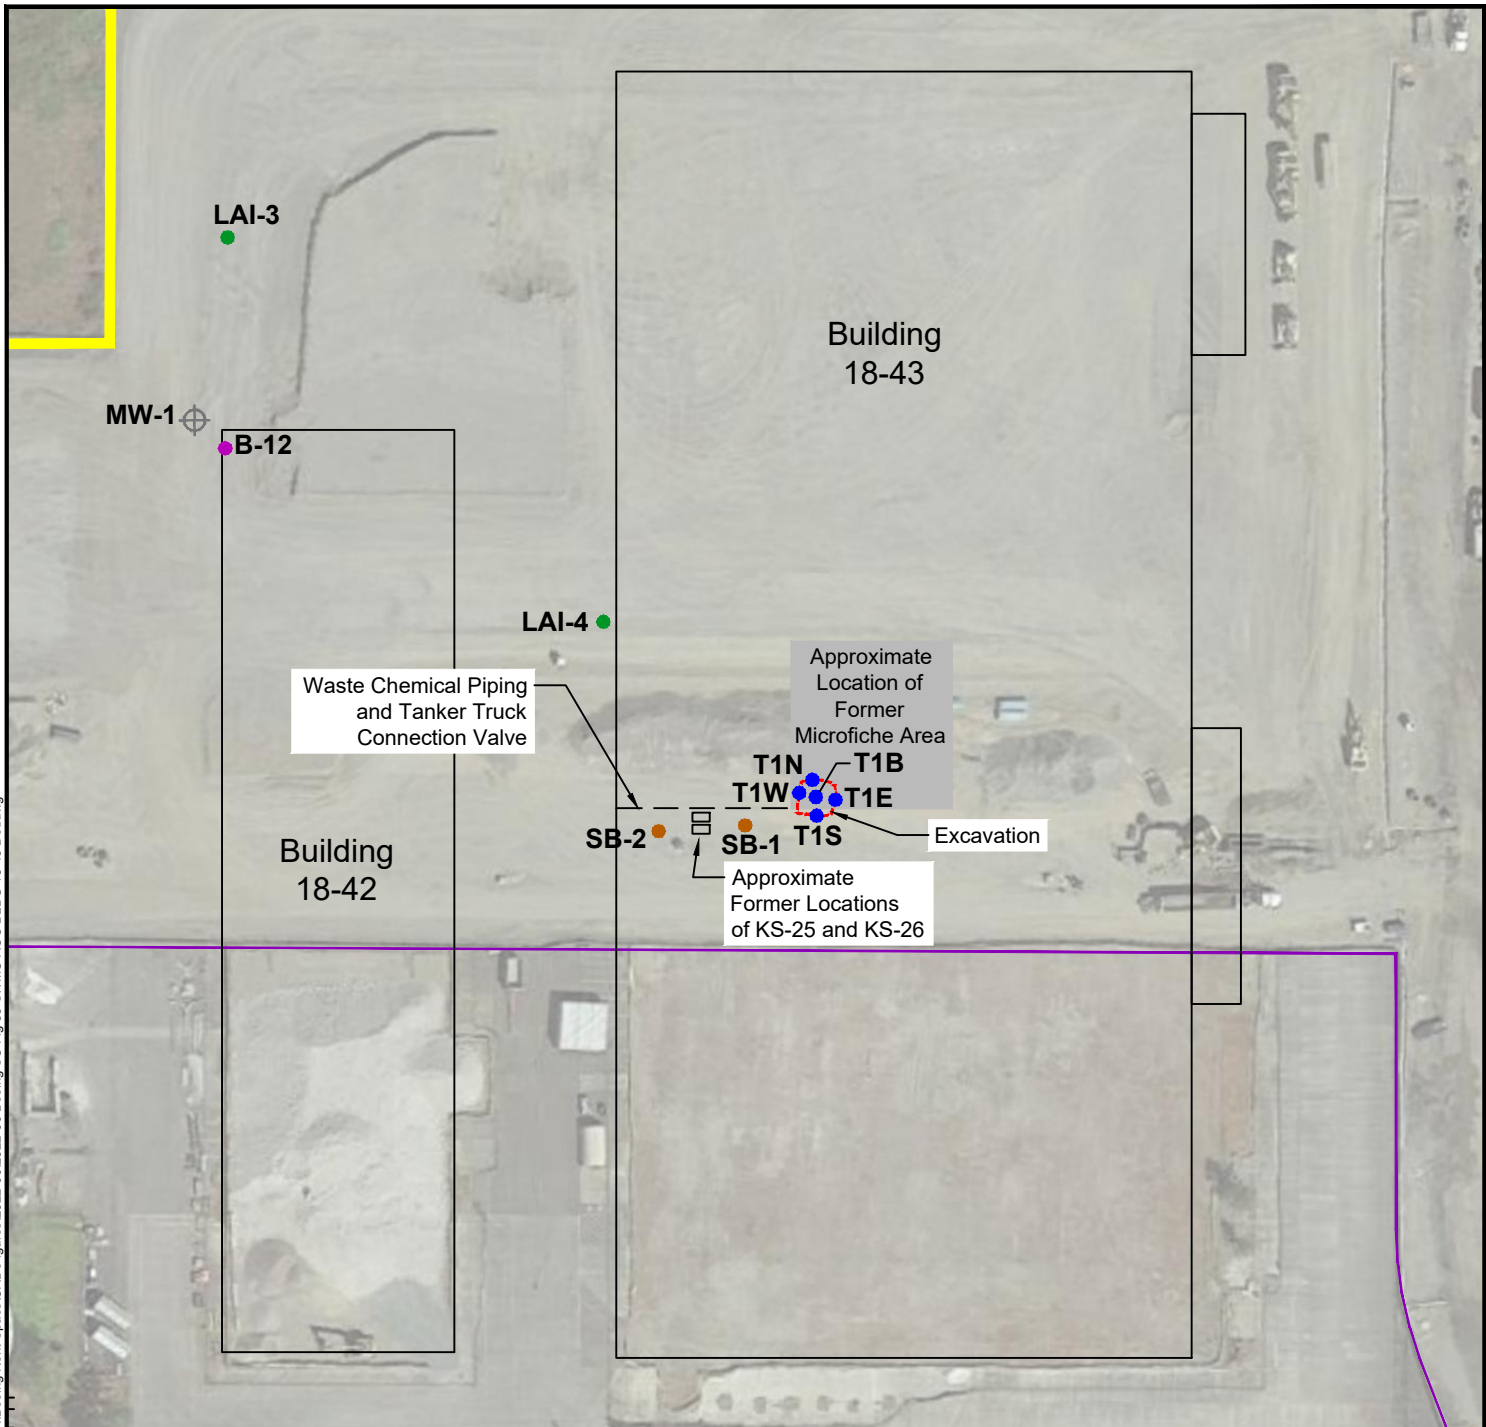 LAI-3
Building
18-43
MW-1
B-12
LAI-4
Approximate
Location of
Former
Microfiche Area
Waste Chemical Piping
and Tanker Truck
Connection Valve
T1N
T1B
T1W
T1E
T1S
SB-2
SB-1
Excavation
Building
18-42
Approximate
Former Locations
of KS-25 and KS-26